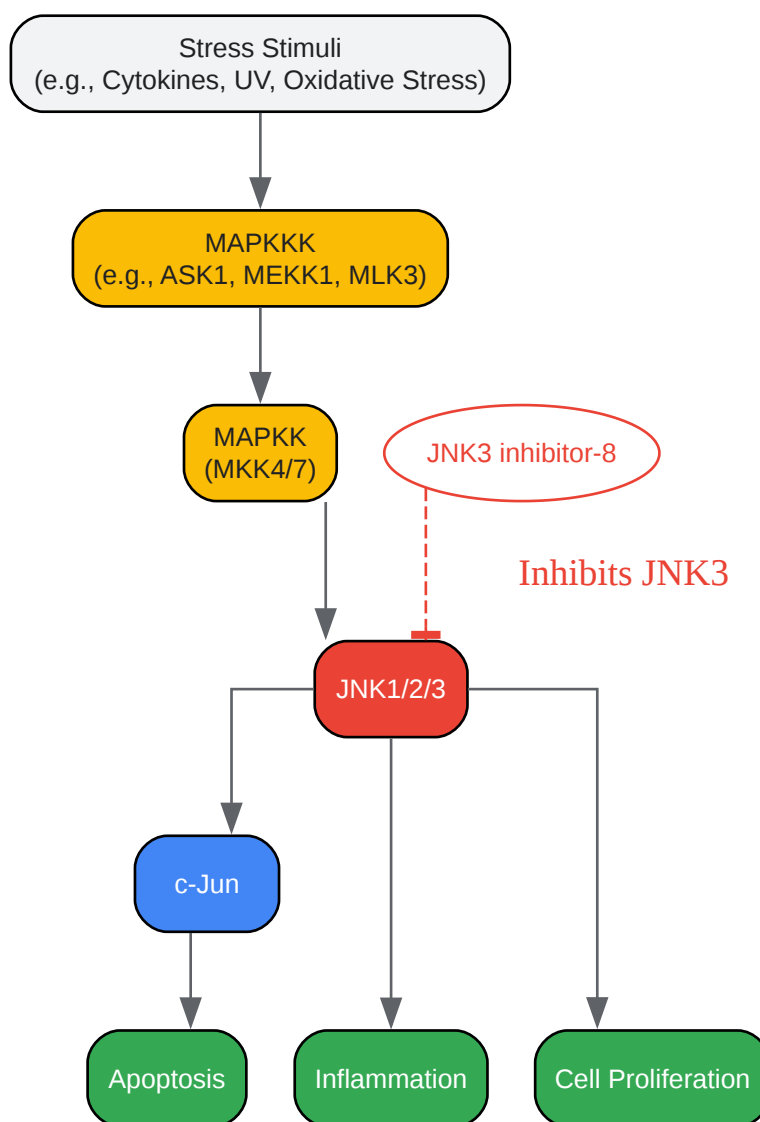 Stress Stimuli
(e.g., Cytokines, UV, Oxidative Stress)
MAPKKK
(e.g., ASK1, MEKK1, MLK3)
MAPKK
(MKK4/7)
JNK3 inhibitor-8
Inhibits JNK3
JNK1/2/3
c-Jun
Apoptosis
Inflammation
Cell Proliferation